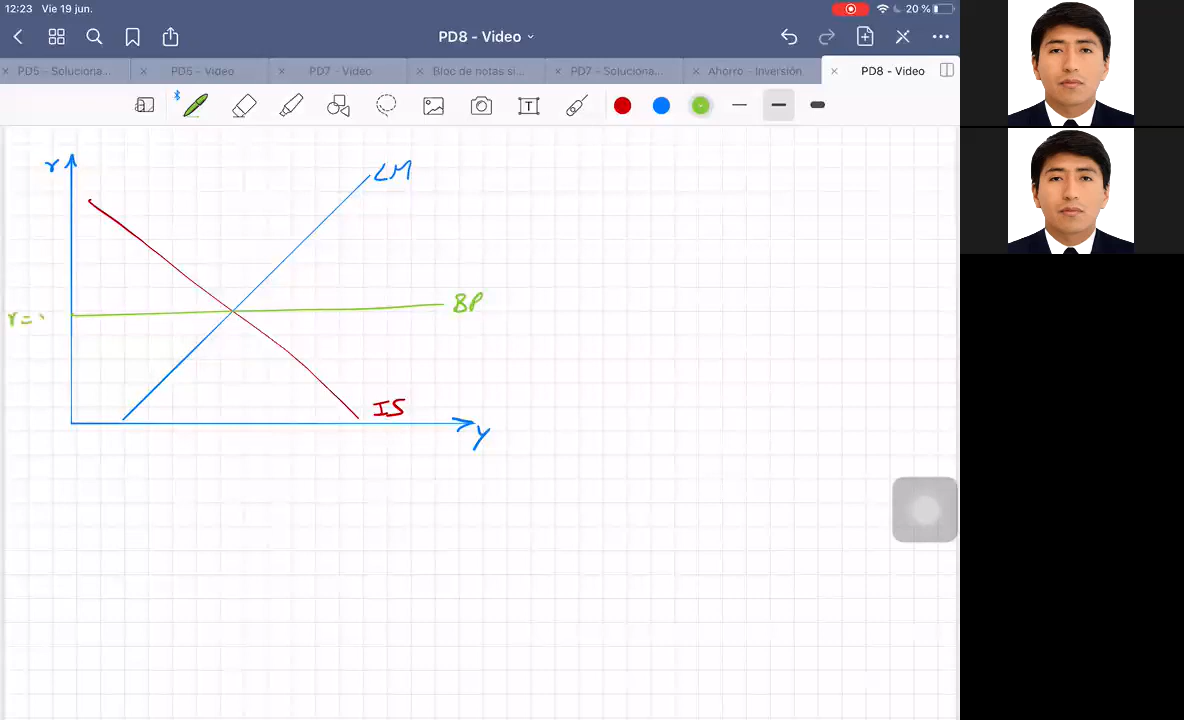 12:23 Vie 19 jun. 20 %
PD8 - Video
PD5 - Soluciona... PD5 - Video PD7 - Video Bloc de notas si... PD7 - Soluciona... Ahorro - Inversión PD8 - Video
T
r
LM
BP
r=
IS
y